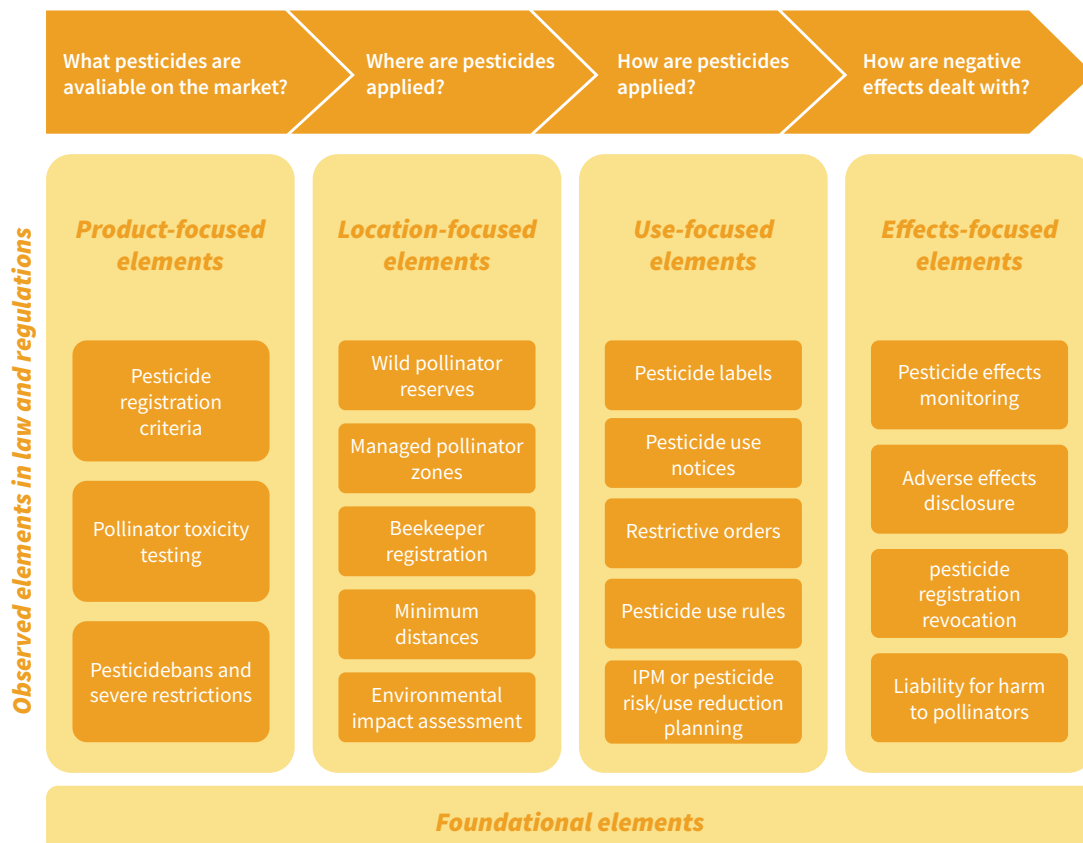 What pesticides are
avaliable on the market?
Where are pesticides
applied?
How are pesticides
applied?
How are negative
effects dealt with?
Observed elements in law and regulations
Product-focused
elements
Pesticide
registration
criteria
Pollinator toxicity
testing
Pesticidebans and
severe restrictions
Location-focused
elements
Wild pollinator
reserves
Managed pollinator
zones
Beekeeper
registration
Minimum
distances
Environmental
impact assessment
Use-focused
elements
Pesticide labels
Pesticide use
notices
Restrictive orders
Pesticide use rules
IPM or pesticide
risk/use reduction
planning
Effects-focused
elements
Pesticide effects
monitoring
Adverse effects
disclosure
pesticide
registration
revocation
Liability for harm
to pollinators
Foundational elements